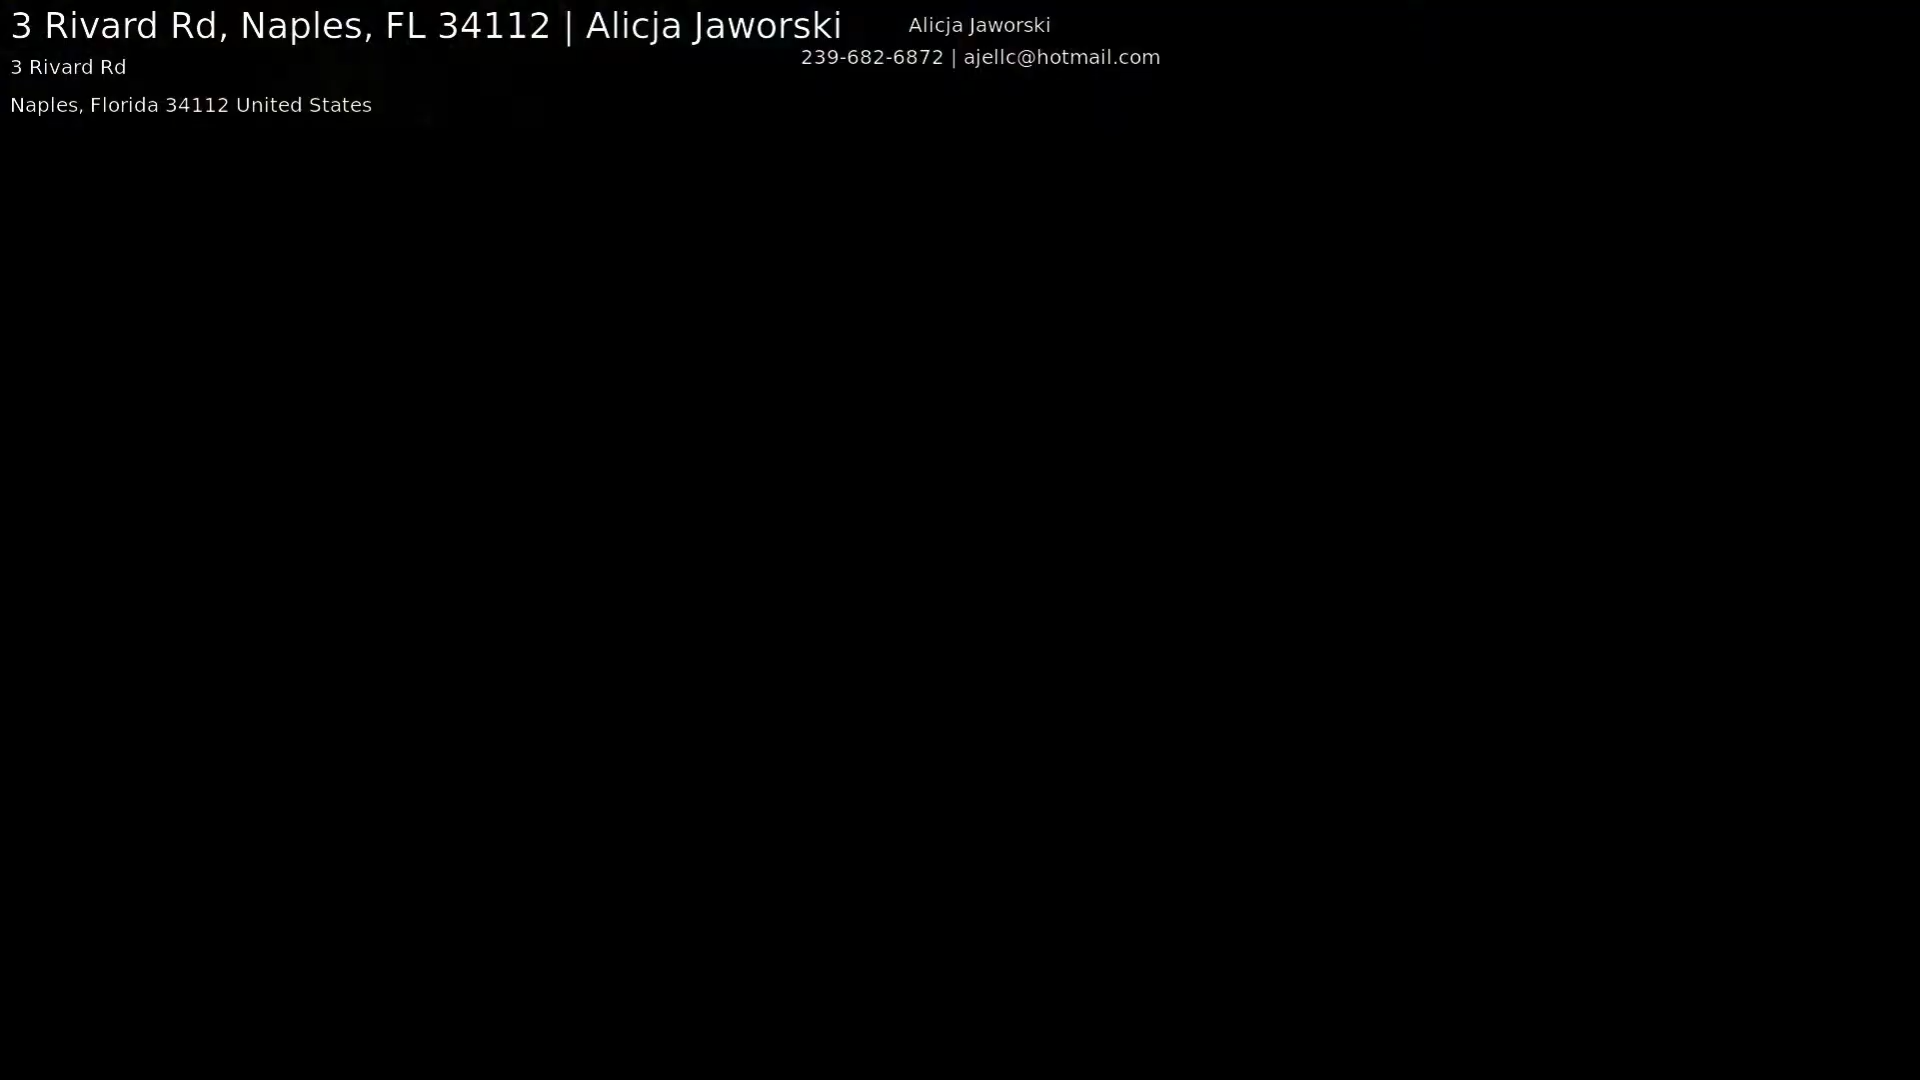 3 Rivard Rd, Naples, FL 34112 | Alicja Jaworski
3 Rivard Rd
Naples, Florida 34112 United States
Alicja Jaworski
239-682-6872 | ajellc@hotmail.com